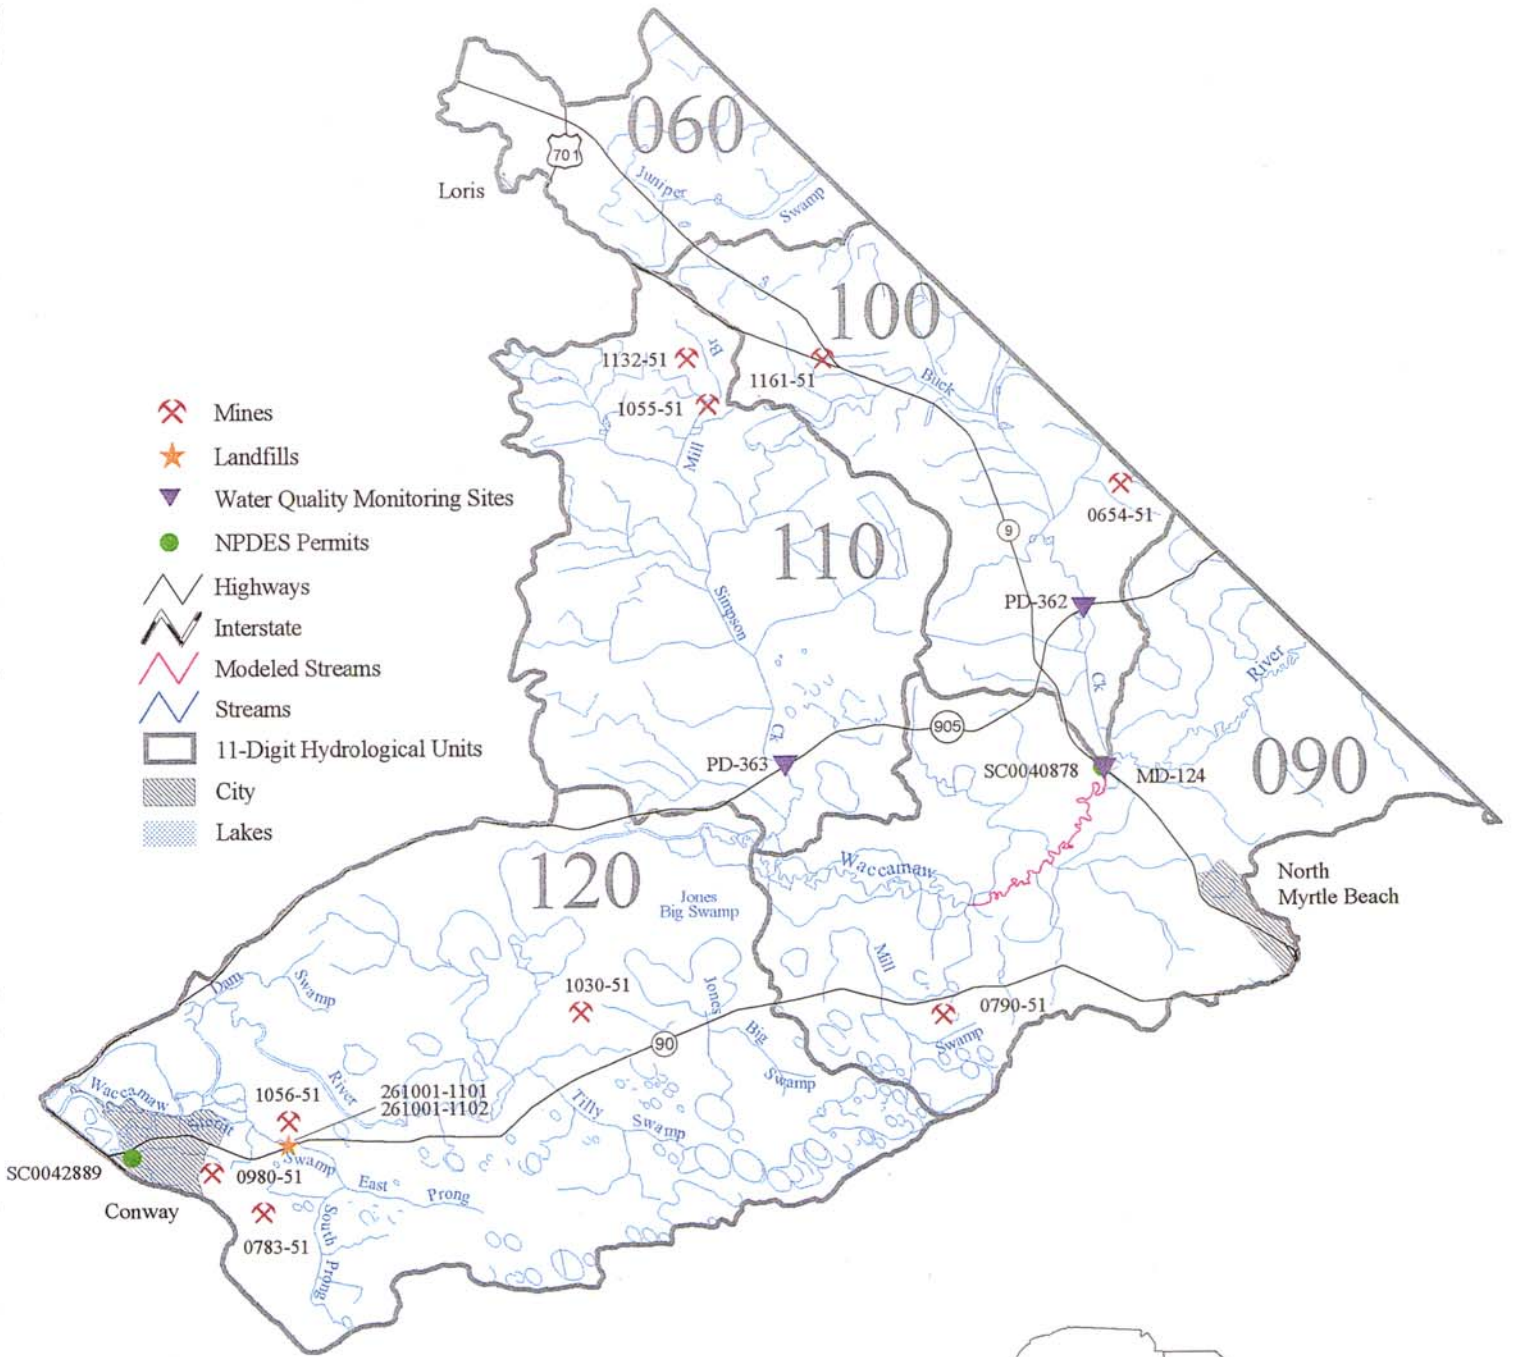 060
701
Juniper
Swamp
Loris
100
1132-51
Br
1161-51
Buck
1055-51
Mill
Mines
Landfills
Water Quality Monitoring Sites
NPDES Permits
Highways
Interstate
Modeled Streams
Streams
11-Digit Hydrological Units
City
Lakes
0654-51
9
110
Simpson
PD-362
River
Ck
Ck
905
PD-363
SC0040878
MD-124
090
120
Waccamaw
Jones
Big Swamp
North
Myrtle Beach
Dam
Swamp
1030-51
Jones
Mill
0790-51
Swamp
90
Big
Swamp
River
Waccamaw
1056-51
261001-1101
261001-1102
Tilly
Swamp
SC0042889
0980-51
Swamp
East
Prong
Conway
0783-51
South
Prong